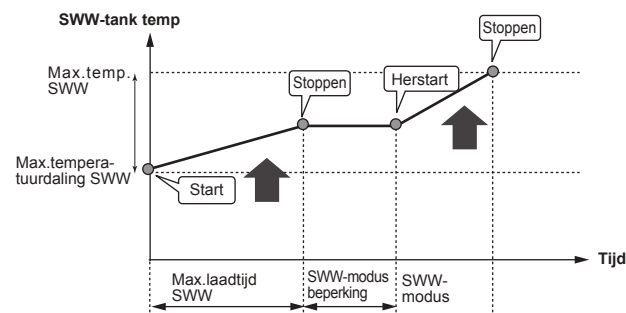 SWW-tank temp
Stoppen
Max.temp.
SWW
Stoppen
Herstart
Max.tempera-
tuurdaling SWW
Start
Tijd
Max.laadtijd
SWW
SWW-modus
beperking
SWW-
modus